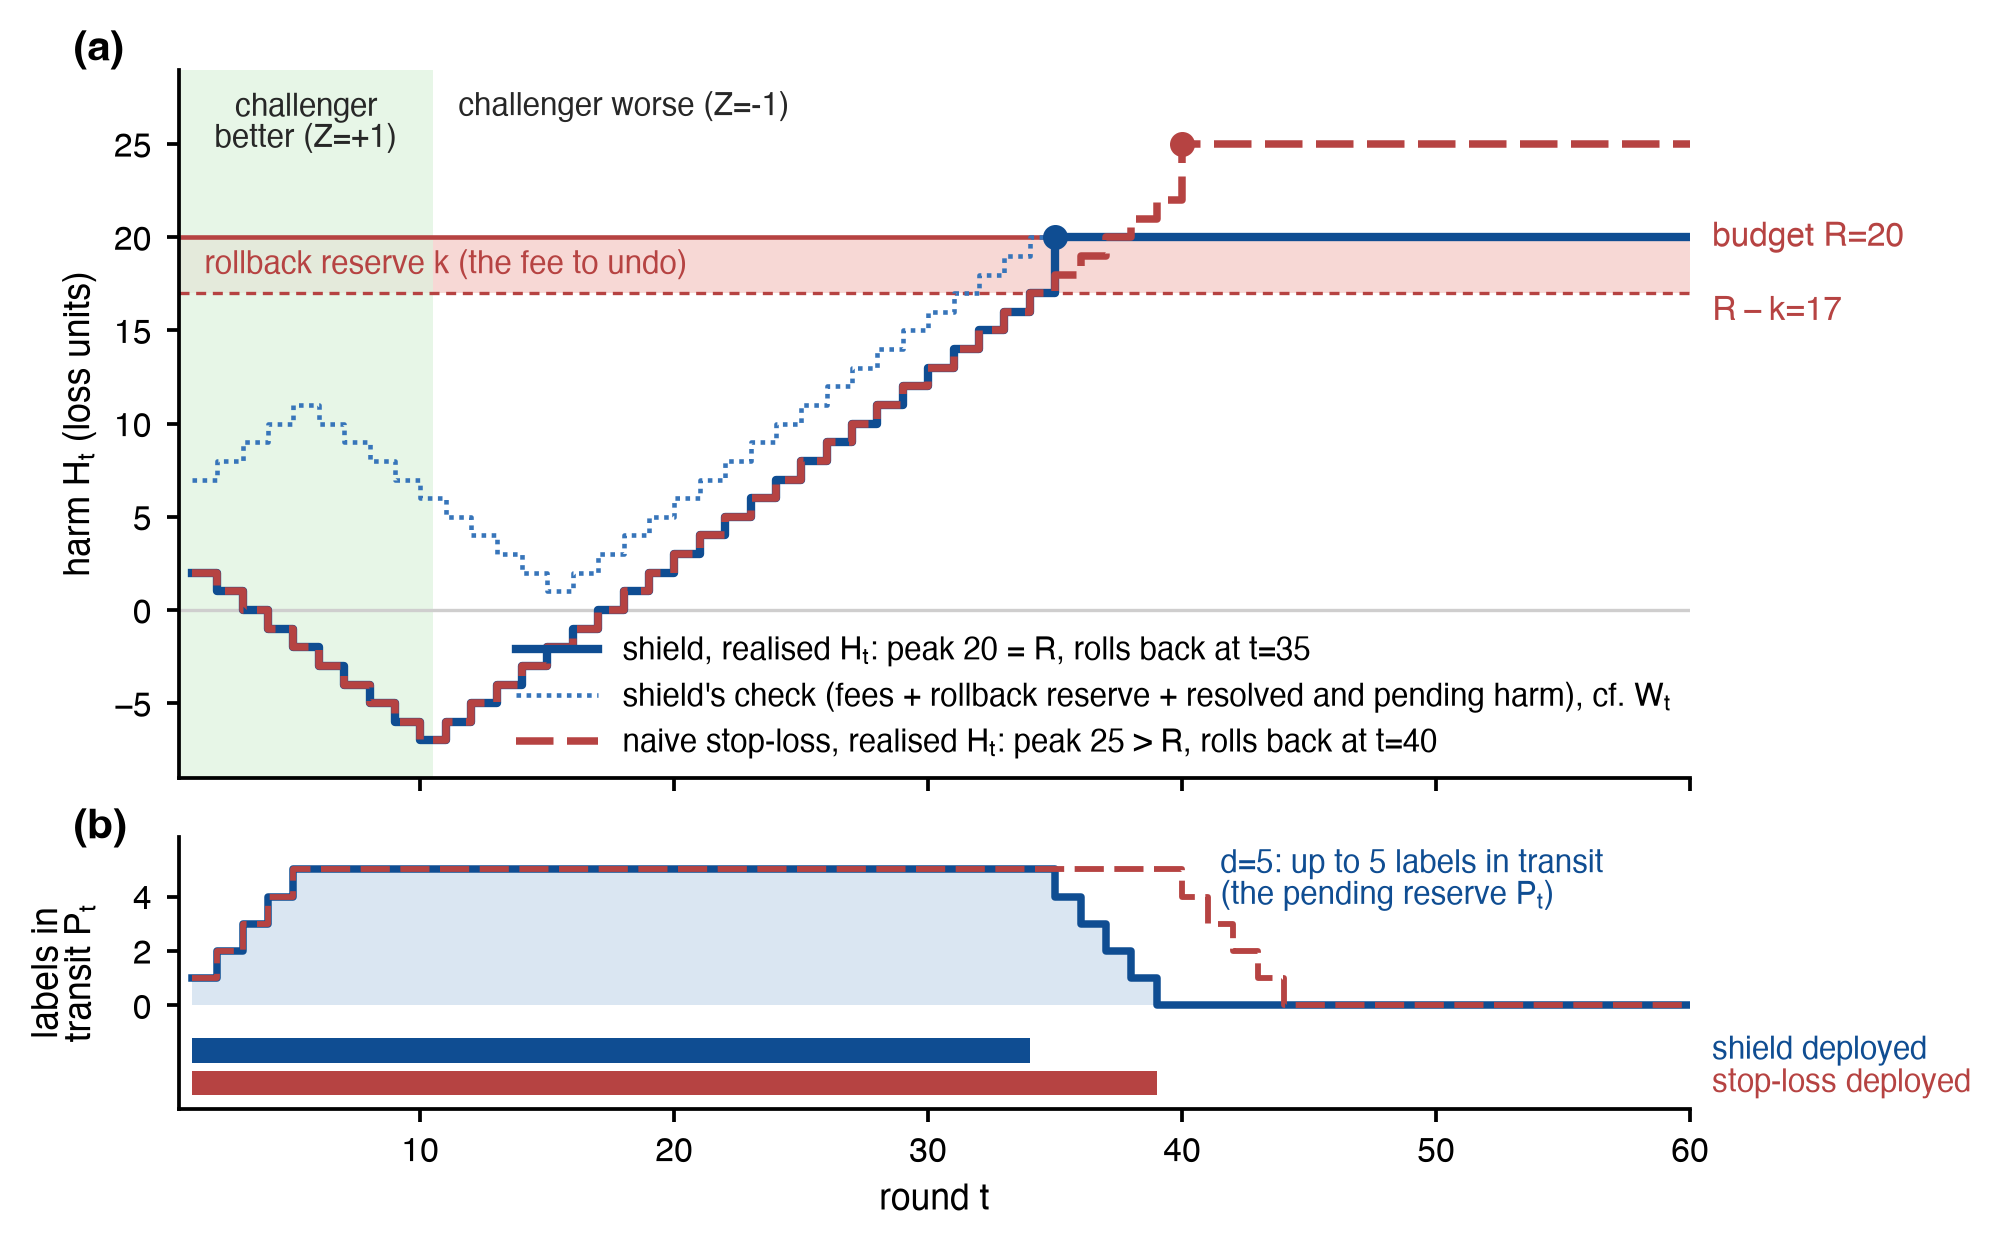 (a)
challenger
better (Z=+1)
challenger worse (Z=-1)
25
20
15
10
5
0
−5
harm Hₜ (loss units)
rollback reserve k (the fee to undo)
budget R=20
R − k=17
shield, realised Hₜ: peak 20 = R, rolls back at t=35
shield's check (fees + rollback reserve + resolved and pending harm), cf. Wₜ
naive stop-loss, realised Hₜ: peak 25 > R, rolls back at t=40
(b)
labels in
transit Pₜ
4
2
0
d=5: up to 5 labels in transit
(the pending reserve Pₜ)
shield deployed
stop-loss deployed
10
20
30
40
50
60
round t